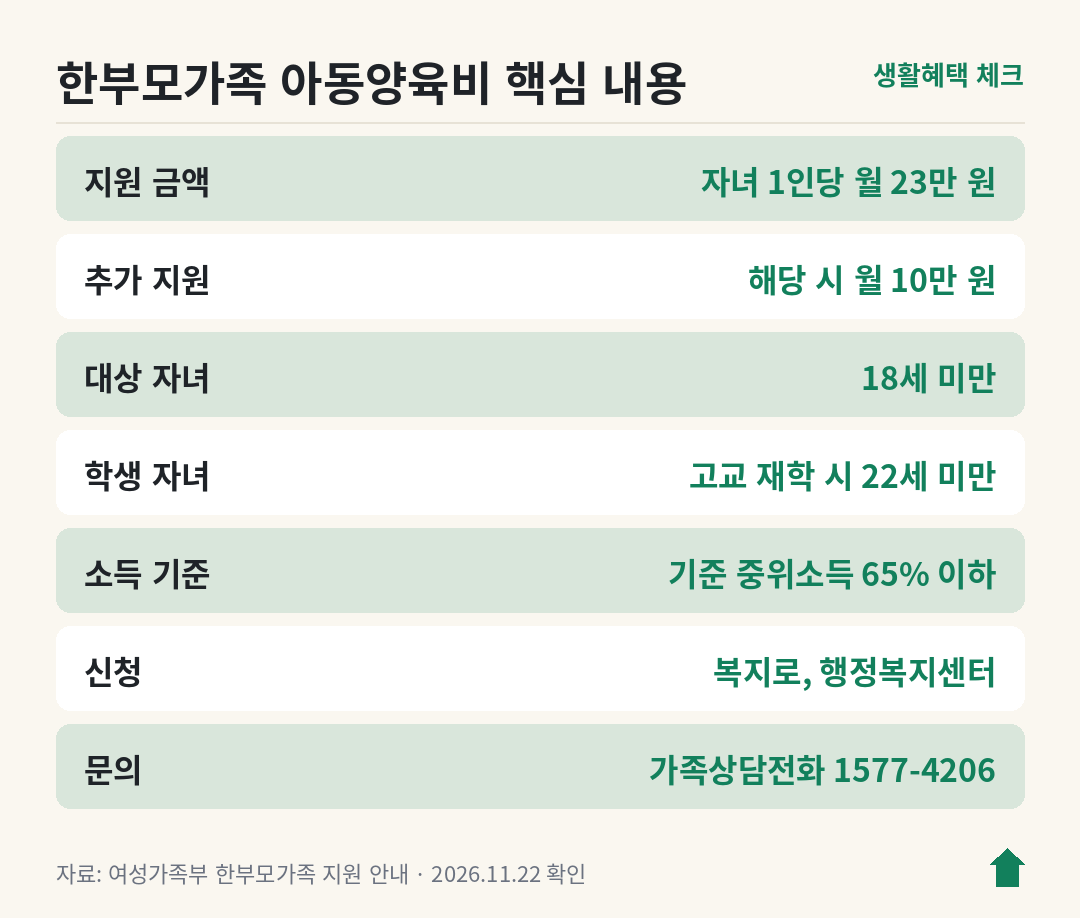 한부모가족 아동양육비 핵심 내용
생활혜택 체크
지원 금액 자녀 1인당 월 23만 원
추가 지원 해당 시 월 10만 원
대상 자녀 18세 미만
학생 자녀 고교 재학 시 22세 미만
소득 기준 기준 중위소득 65% 이하
신청 복지로, 행정복지센터
문의 가족상담전화 1577-4206
자료: 여성가족부 한부모가족 지원 안내 · 2026.11.22 확인